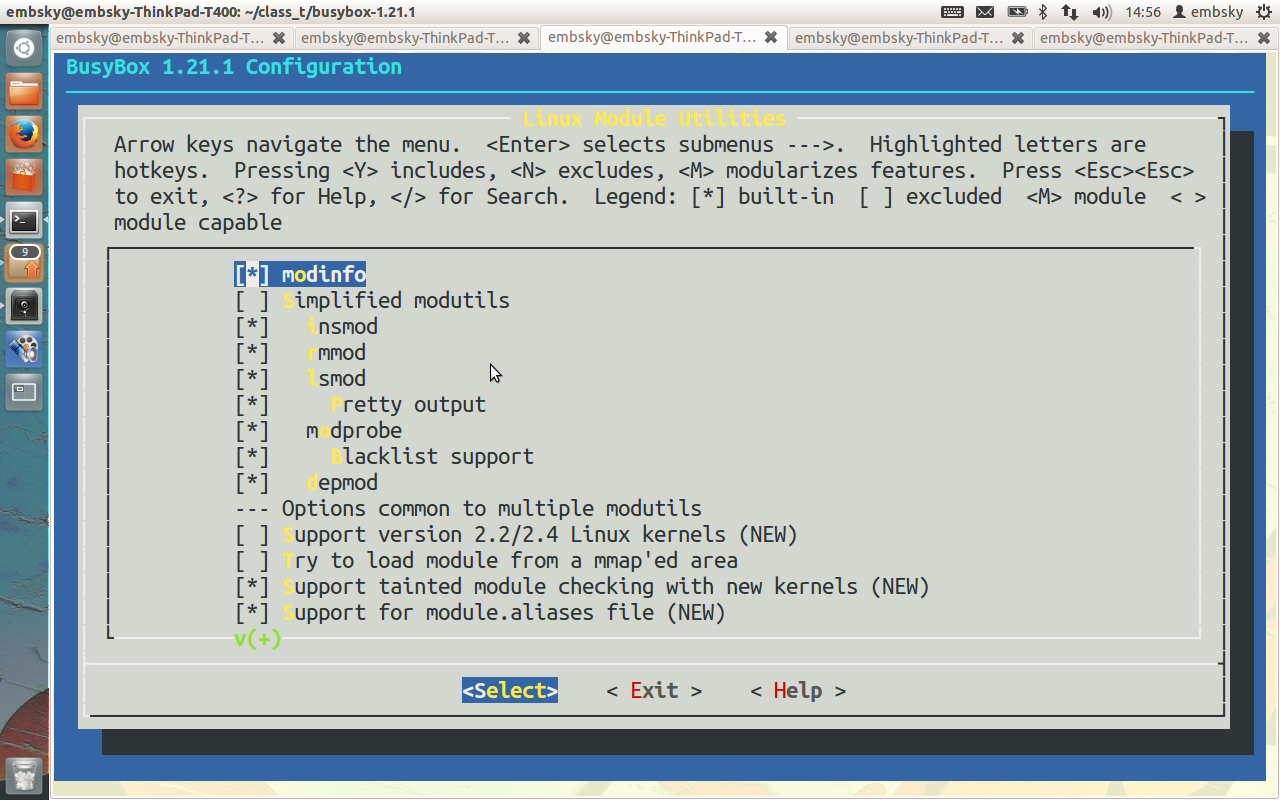 embsky@embsky-ThinkPad-T400: ~/class_t/busybox-1.21.1
14:56 embsky
embsky@embsky-ThinkPad-T... embsky@embsky-ThinkPad-T... embsky@embsky-ThinkPad-T... embsky@embsky-ThinkPad-T... embsky@embsky-ThinkPad-T...
BusyBox 1.21.1 Configuration
Linux Module Utilities
Arrow keys navigate the menu.  <Enter> selects submenus --->.  Highlighted letters are
hotkeys.  Pressing <Y> includes, <N> excludes, <M> modularizes features.  Press <Esc><Esc>
to exit, <?> for Help, </> for Search.  Legend: [*] built-in  [ ] excluded  <M> module  < >
module capable
[*] modinfo
[ ] Simplified modutils
[*]   insmod
[*]   rmmod
[*]   lsmod
[*]     Pretty output
[*]   modprobe
[*]     Blacklist support
[*]   depmod
--- Options common to multiple modutils
[ ] Support version 2.2/2.4 Linux kernels (NEW)
[ ] Try to load module from a mmap'ed area
[*] Support tainted module checking with new kernels (NEW)
[*] Support for module.aliases file (NEW)
v(+)
<Select>    < Exit >    < Help >
9